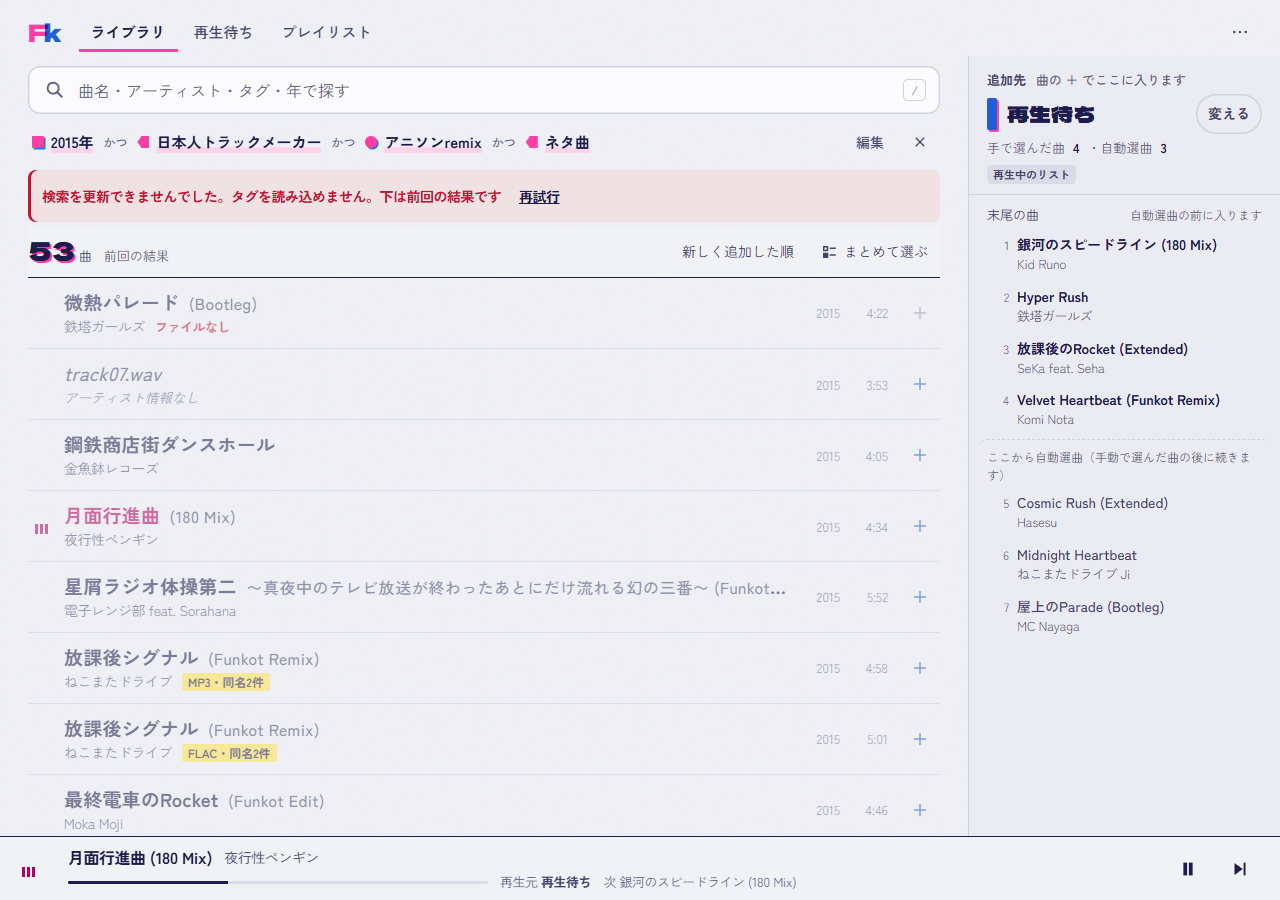 Fk ライブラリ 再生待ち プレイリスト …
曲名・アーティスト・タグ・年で探す /
2015年 かつ 日本人トラックメーカー かつ アニソンremix かつ ネタ曲 編集 ×
検索を更新できませんでした。タグを読み込めません。下は前回の結果です 再試行
53 曲 前回の結果 新しく追加した順 まとめて選ぶ
微熱パレード (Bootleg)
鉄塔ガールズ ファイルなし
2015 4:22 +
track07.wav
アーティスト情報なし
2015 3:53 +
鋼鉄商店街ダンスホール
金魚鉢レコーズ
2015 4:05 +
月面行進曲 (180 Mix)
夜行性ペンギン
2015 4:34 +
星屑ラジオ体操第二 〜真夜中のテレビ放送が終わったあとにだけ流れる幻の三番〜 (Funkot…
電子レンジ部 feat. Sorahana
2015 5:52 +
放課後シグナル (Funkot Remix)
ねこまたドライブ MP3・同名2件
2015 4:58 +
放課後シグナル (Funkot Remix)
ねこまたドライブ FLAC・同名2件
2015 5:01 +
最終電車のRocket (Funkot Edit)
Moka Moji
2015 4:46 +
追加先 曲の + でここに入ります
再生待ち 変える
手で選んだ曲 4 ・自動選曲 3
再生中のリスト
末尾の曲 自動選曲の前に入ります
1 銀河のスピードライン (180 Mix)
Kid Runo
2 Hyper Rush
鉄塔ガールズ
3 放課後のRocket (Extended)
SeKa feat. Seha
4 Velvet Heartbeat (Funkot Remix)
Komi Nota
ここから自動選曲（手動で選んだ曲の後に続きま
す）
5 Cosmic Rush (Extended)
Hasesu
6 Midnight Heartbeat
ねこまたドライブ Ji
7 屋上のParade (Bootleg)
MC Nayaga
月面行進曲 (180 Mix) 夜行性ペンギン
再生元 再生待ち 次 銀河のスピードライン (180 Mix)